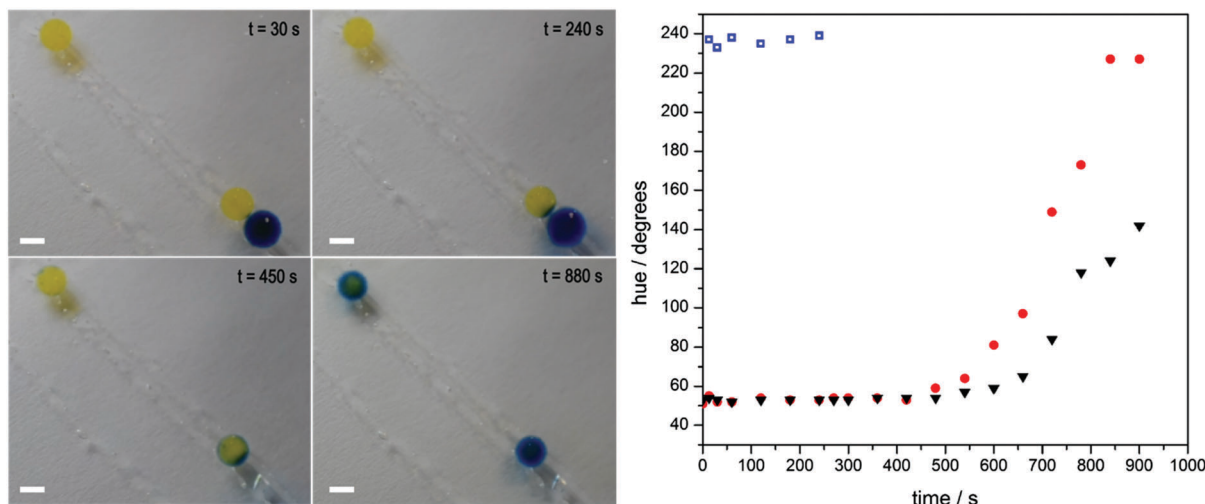 t = 30 s
t = 240 s
t = 450 s
t = 880 s
240
220
200
180
160
140
120
100
80
60
40
hue / degrees
0 100 200 300 400 500 600 700 800 900 1000
time / s